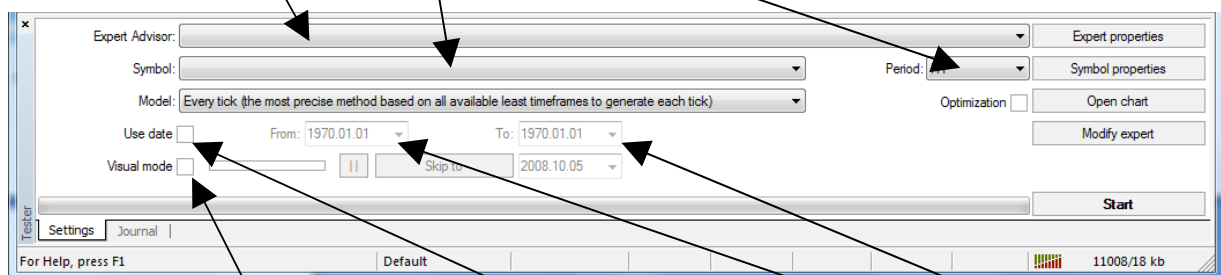 Expert Advisor: Expert properties
Symbol: Period: Symbol properties
Model: Every tick (the most precise method based on all available least timeframes to generate each tick) Optimization Open chart
Use date From: 1970.01.01 To: 1970.01.01 Modify expert
Visual mode Skip to 2008.10.05
Start
Tester
Settings Journal
For Help, press F1 Default 11008/18 kb